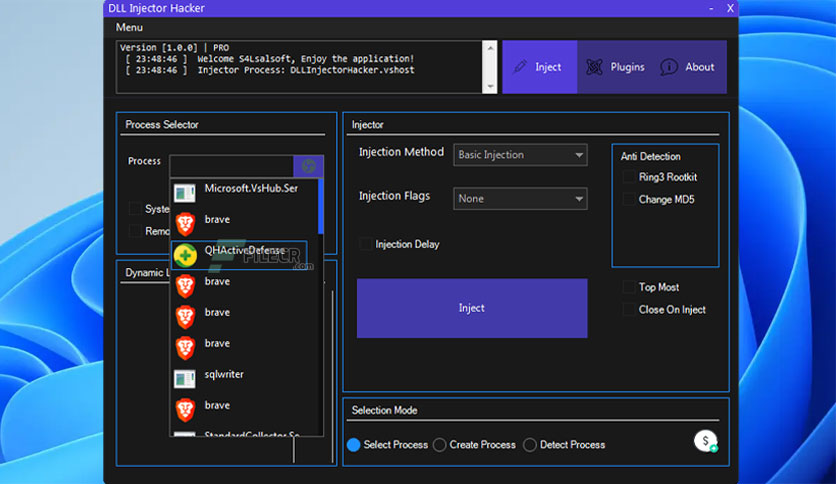 DLL Injector Hacker
- X
Menu
Version [1.0.0] | PRO
[ 23:48:46 ] Welcome S4Lsalsoft, Enjoy the application!
[ 23:48:46 ] Injector Process: DLLInjectorHacker.vshost
Inject
Plugins
About
Process Selector
Process
Syste
Remo
Microsoft.VsHub.Ser
brave
QHActiveDefense
brave
brave
brave
sqlwriter
brave
StandardCollector.Se
FILECR
.com
Dynamic L
Injector
Injection Method
Basic Injection
Injection Flags
None
Injection Delay
Inject
Anti Detection
Ring3 Rootkit
Change MD5
Top Most
Close On Inject
Selection Mode
Select Process
Create Process
Detect Process
$